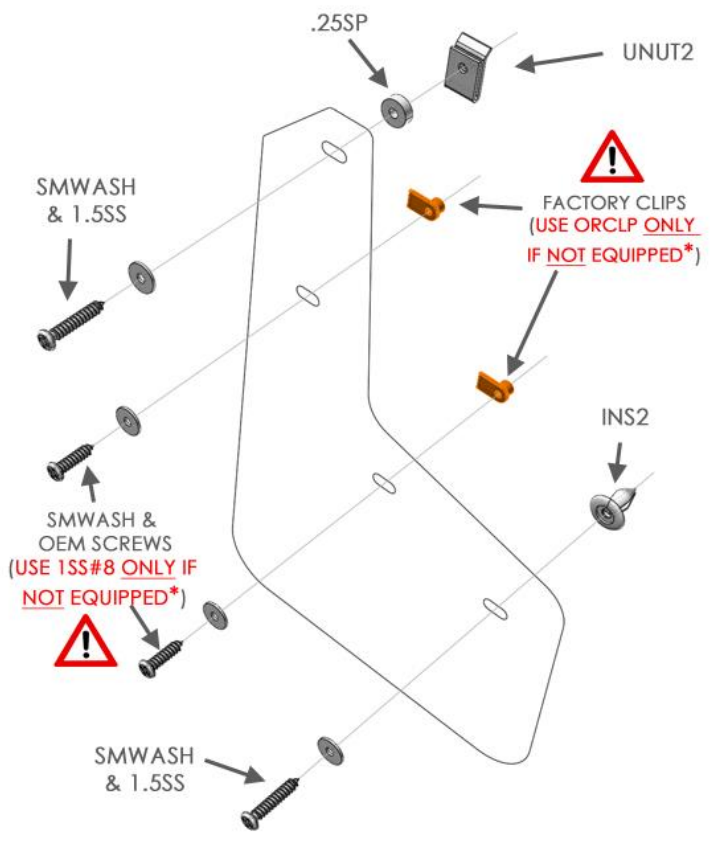 .25SP
UNUT2
SMWASH
& 1.5SS
FACTORY CLIPS
(USE ORCLP ONLY
IF NOT EQUIPPED*)
INS2
SMWASH &
OEM SCREWS
(USE 1SS#8 ONLY IF
NOT EQUIPPED*)
SMWASH
& 1.5SS